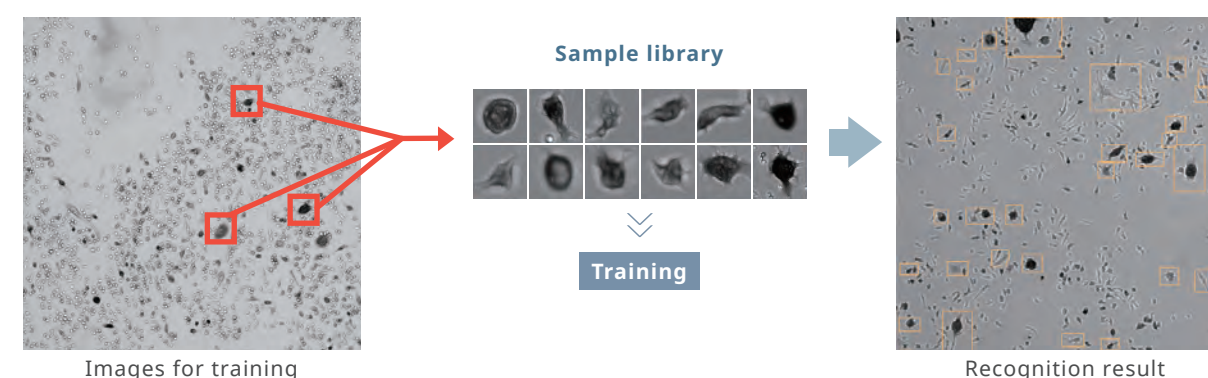 Sample library
Training
Images for training
Recognition result